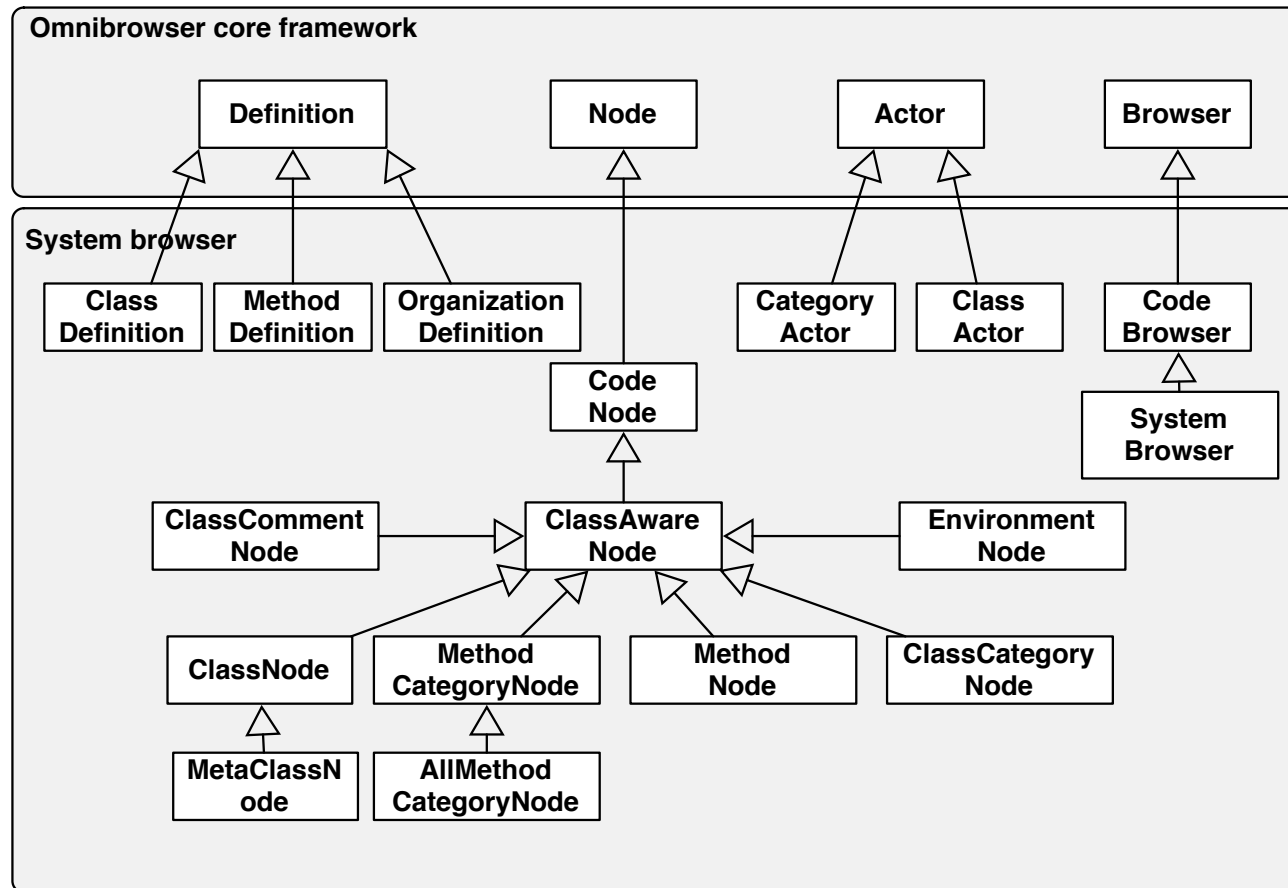 Omnibrowser core framework
Definition
Node
Actor
Browser
System browser
Class
Definition
Method
Definition
Organization
Definition
Category
Actor
Class
Actor
Code
Browser
Code
Node
System
Browser
ClassComment
Node
ClassAware
Node
Environment
Node
ClassNode
Method
CategoryNode
Method
Node
ClassCategory
Node
MetaClassN
ode
AllMethod
CategoryNode